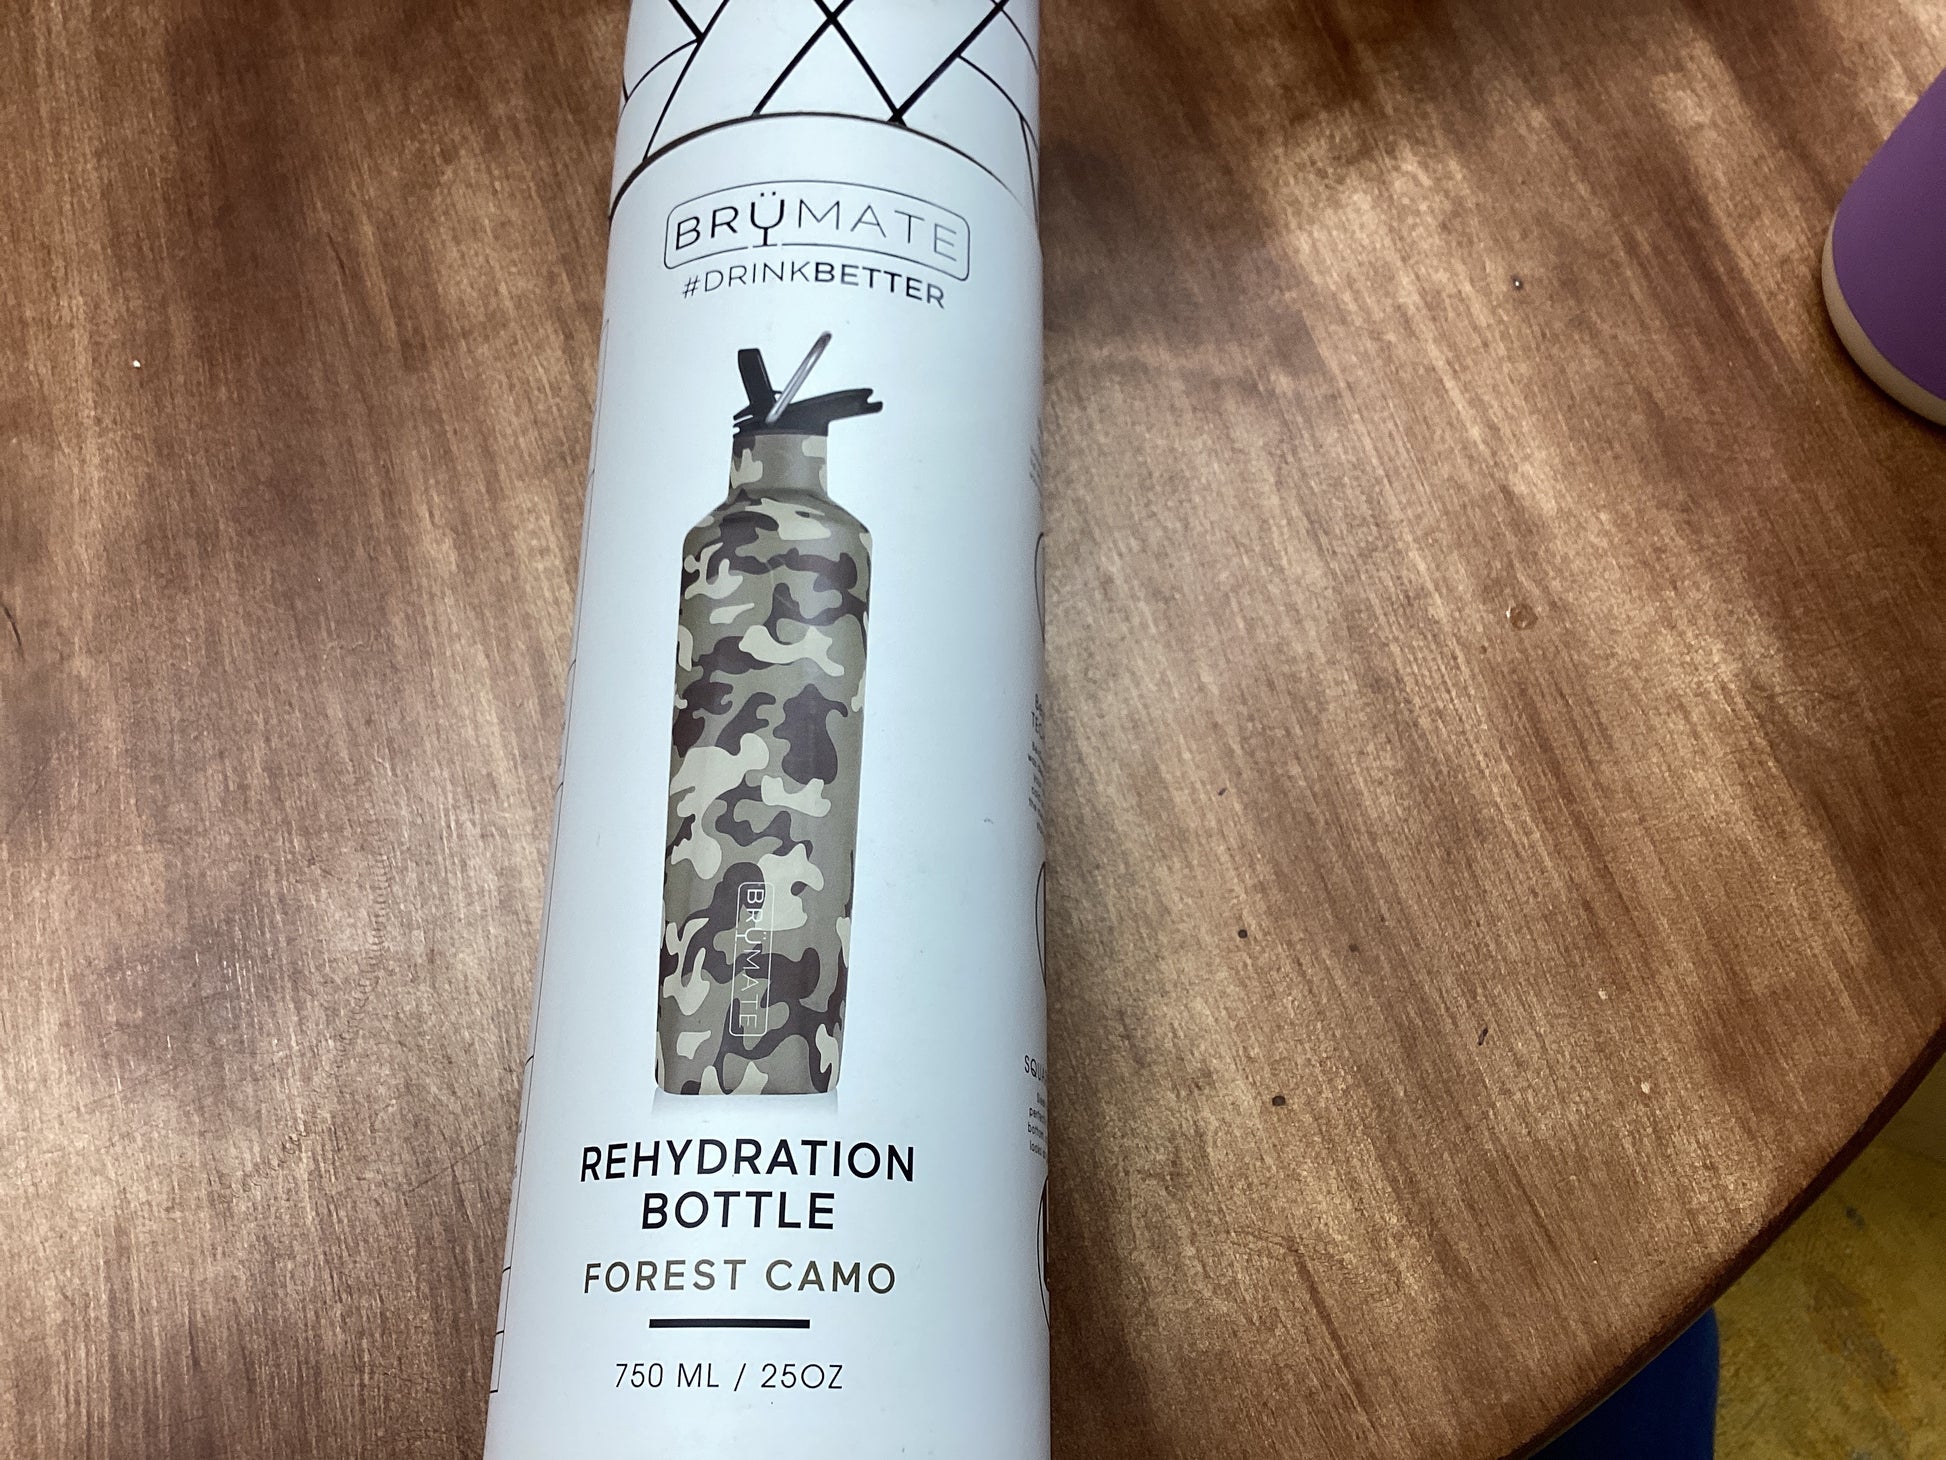 BRÜMATE
#DRINKBETTER
BRÜMATE
REHYDRATION
BOTTLE
FOREST CAMO
750 ML / 25OZ